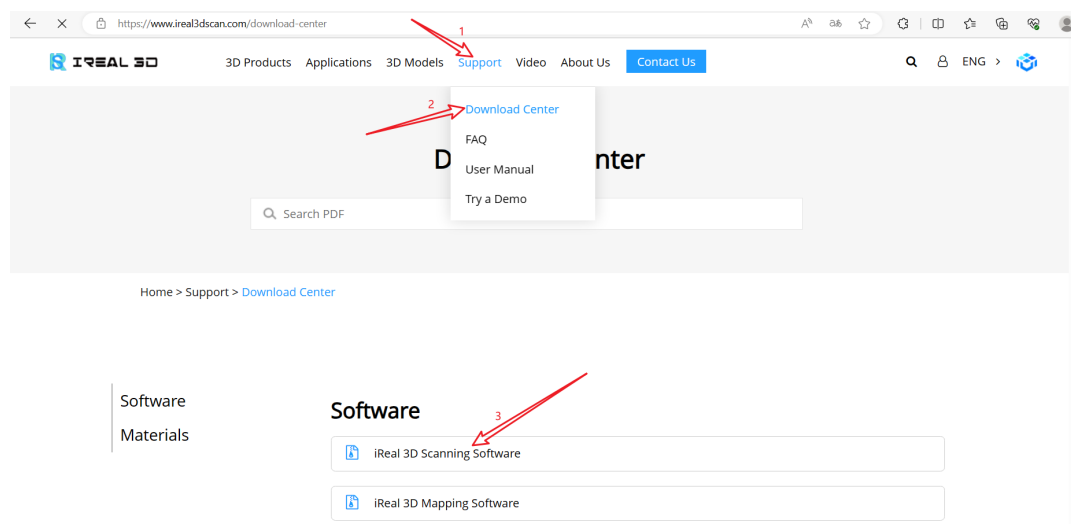 https://www.ireal3dscan.com/download-center
1
IREAL 3D 3D Products Applications 3D Models Support Video About Us Contact Us ENG >
2
Download Center
FAQ
D nter
User Manual
Try a Demo
Search PDF
Home > Support > Download Center
Software
Materials
Software
3
iReal 3D Scanning Software
iReal 3D Mapping Software